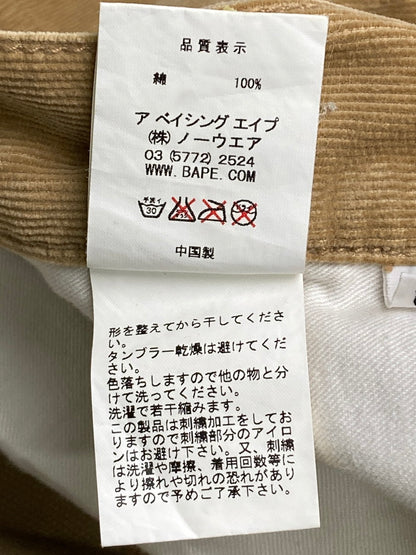 品質表示
綿 100%
ア ベイシング エイプ
(株) ノーウエア
03 (5772) 2524
WWW.BAPE.COM
手洗イ
30
中国製
形を整えてから干してくださ
い。
タンブラー乾燥は避けてくだ
さい。
色落ちしますので他の物と分
けて洗ってください。
洗濯で若干縮みます。
この製品は刺繍加工をしてお
りますので刺繍部分のアイロ
ンはお避け下さい。又、刺繍
は洗濯や摩擦、着用回数等に
より擦れや切れの恐れがあり
ますので予めご了承下さい。